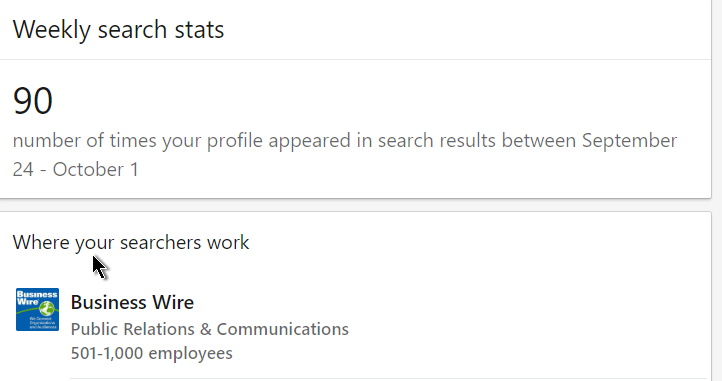 Weekly search stats
90
number of times your profile appeared in search results between September
24 - October 1
Where your searchers work
Business
Wire
Business Wire
Public Relations & Communications
501-1,000 employees